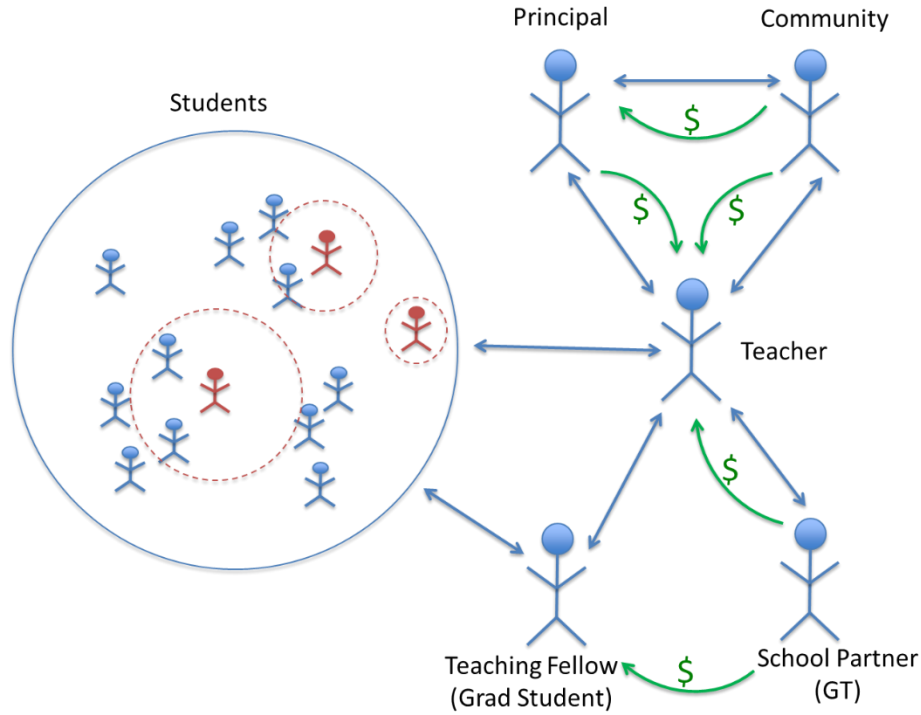 Principal
Community
Students
$
$
$
Teacher
$
Teaching Fellow
(Grad Student)
$
School Partner
(GT)